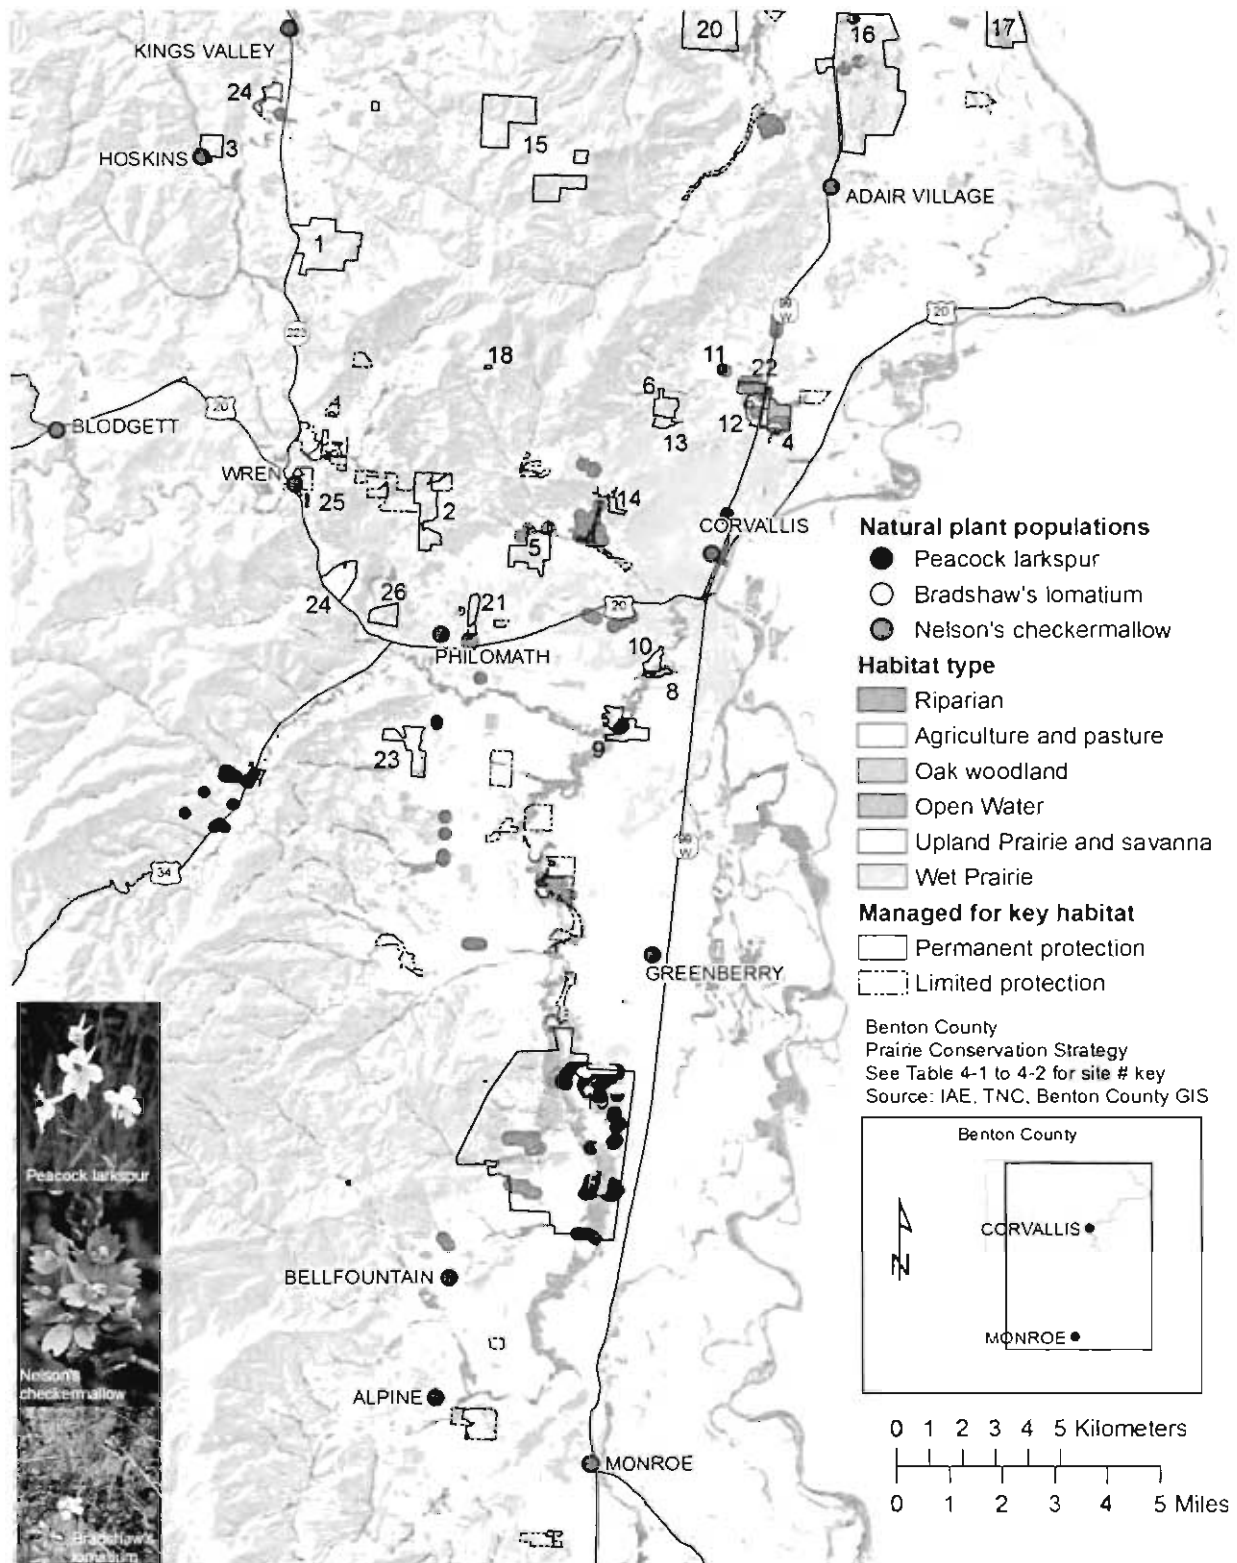 KINGS VALLEY
20
16
17
24
3
HOSKINS
15
ADAIR VILLAGE
1
223
99
W
20
18
11
22
6
12
4
13
20
BLODGETT
WREN
25
2
14
CORVALLIS
5
24
26
21
20
PHILOMATH
10
8
9
23
34
99
W
GREENBERRY
BELLFOUNTAIN
ALPINE
MONROE
Natural plant populations
Peacock larkspur
Bradshaw's lomatium
Nelson's checkermallow
Habitat type
Riparian
Agriculture and pasture
Oak woodland
Open Water
Upland Prairie and savanna
Wet Prairie
Managed for key habitat
Permanent protection
Limited protection
Benton County
Prairie Conservation Strategy
See Table 4-1 to 4-2 for site # key
Source: IAE, TNC, Benton County GIS
Benton County
CORVALLIS
MONROE
N
0 1 2 3 4 5 Kilometers
0 1 2 3 4 5 Miles
Peacock larkspur
Nelson's
checkermallow
Bradshaw's
lomatium